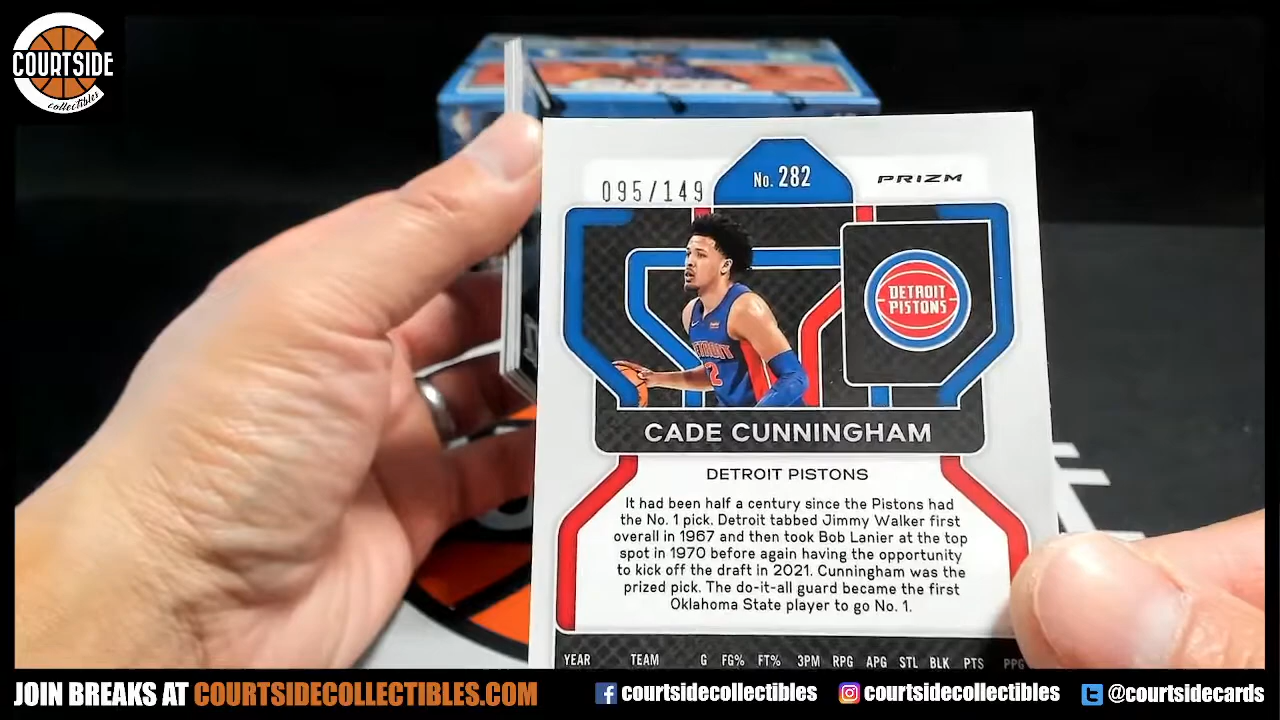 COURTSIDE
collectibles
095/149
No. 282
PRIZM
DETROIT
PISTONS
CADE CUNNINGHAM
DETROIT PISTONS
It had been half a century since the Pistons had
the No. 1 pick. Detroit tabbed Jimmy Walker first
overall in 1967 and then took Bob Lanier at the top
spot in 1970 before again having the opportunity
to kick off the draft in 2021. Cunningham was the
prized pick. The do-it-all guard became the first
Oklahoma State player to go No. 1.
YEAR TEAM G FG% FT% 3PM RPG APG STL BLK PTS PPG
JOIN BREAKS AT COURTSIDECOLLECTIBLES.COM
courtsidecollectibles
courtsidecollectibles
@courtsidecards